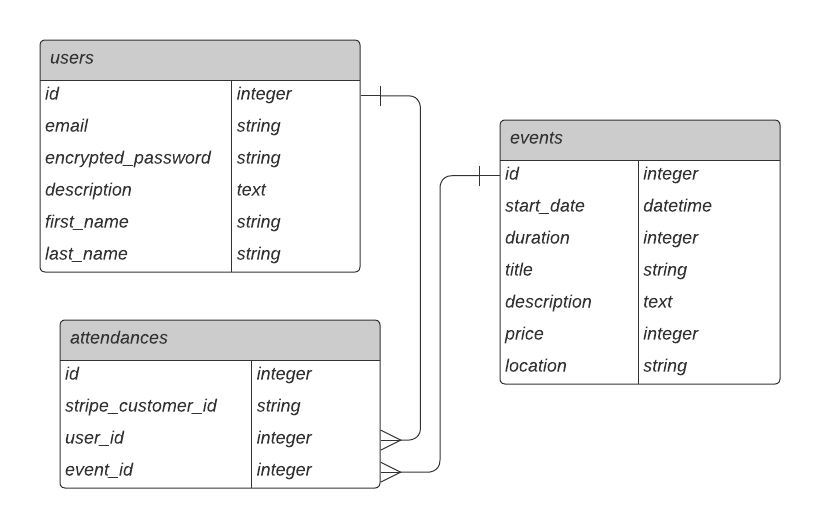 users
id integer
email string
encrypted_password string
description text
first_name string
last_name string
events
id integer
start_date datetime
duration integer
title string
description text
price integer
location string
attendances
id integer
stripe_customer_id string
user_id integer
event_id integer